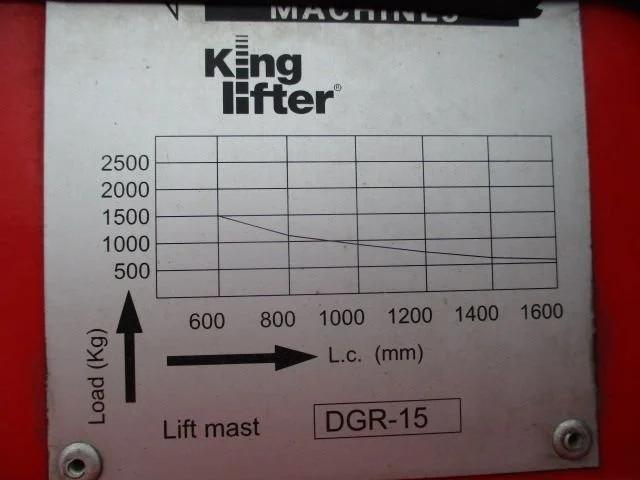 MACHINES
King
lifter®
2500
2000
1500
1000
500
600 800 1000 1200 1400 1600
Load (Kg)
L.c. (mm)
Lift mast DGR-15